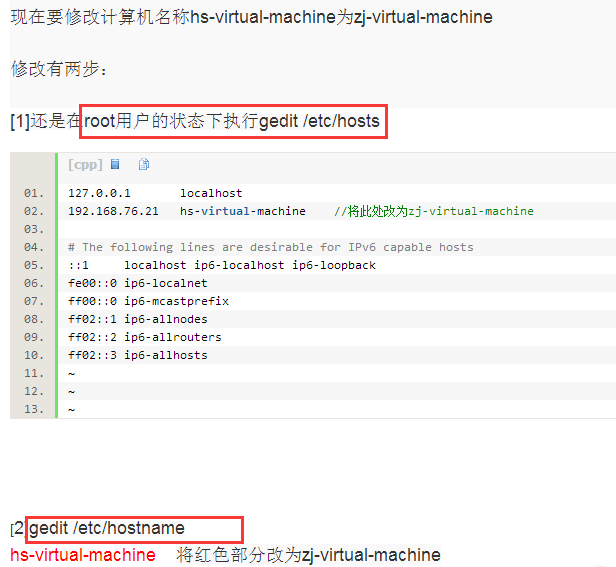 现在要修改计算机名称hs-virtual-machine为zj-virtual-machine
修改有两步：
[1]还是在root用户的状态下执行gedit /etc/hosts
[cpp]
01. 127.0.0.1 localhost
02. 192.168.76.21 hs-virtual-machine //将此处改为zj-virtual-machine
03.
04. # The following lines are desirable for IPv6 capable hosts
05. ::1 localhost ip6-localhost ip6-loopback
06. fe00::0 ip6-localnet
07. ff00::0 ip6-mcastprefix
08. ff02::1 ip6-allnodes
09. ff02::2 ip6-allrouters
10. ff02::3 ip6-allhosts
11. ~
12. ~
13. ~
[2 gedit /etc/hostname
hs-virtual-machine 将红色部分改为zj-virtual-machine